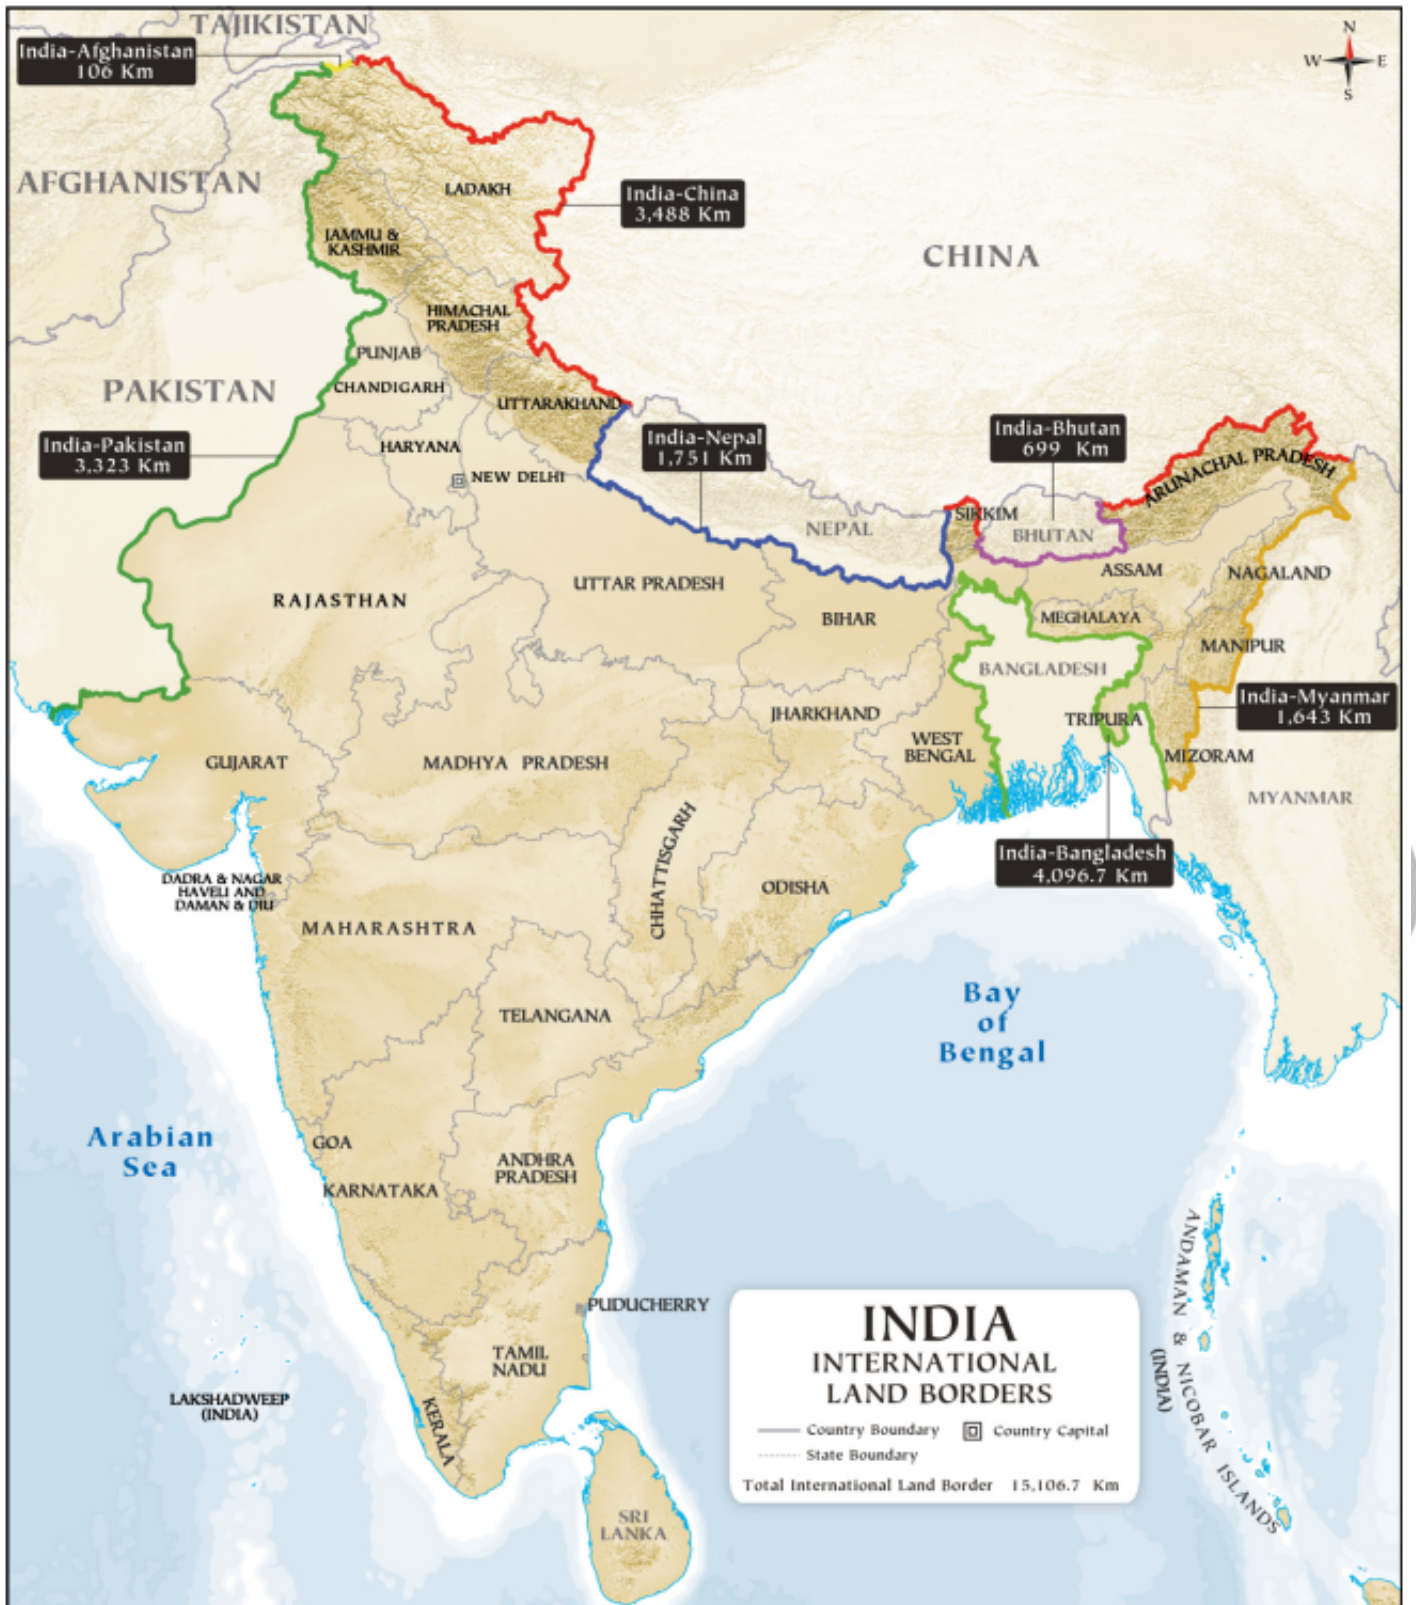 TAJIKISTAN
India-Afghanistan
106 Km
N
W
E
S
AFGHANISTAN
LADAKH
India-China
3,488 Km
JAMMU &
KASHMIR
CHINA
HIMACHAL
PRADESH
PUNJAB
PAKISTAN
CHANDIGARH
UTTARAKHAND
India-Pakistan
3,323 Km
HARYANA
India-Nepal
1,751 Km
India-Bhutan
699 Km
ARUNACHAL PRADESH
NEW DELHI
SIKKIM
NEPAL
BHUTAN
RAJASTHAN
UTTAR PRADESH
ASSAM
NAGALAND
BIHAR
MEGHALAYA
MANIPUR
BANGLADESH
India-Myanmar
1,643 Km
JHARKHAND
TRIPURA
WEST
BENGAL
GUJARAT
MADHYA PRADESH
MIZORAM
MYANMAR
India-Bangladesh
4,096.7 Km
CHHATTISGARH
DADRA & NAGAR
HAVELI AND
DAMAN & DIU
ODISHA
MAHARASHTRA
TELANGANA
Bay
of
Bengal
Arabian
Sea
GOA
ANDHRA
PRADESH
KARNATAKA
PUDUCHERRY
TAMIL
NADU
KERALA
LAKSHADWEEP
(INDIA)
SRI
LANKA
ANDAMAN & NICOBAR ISLANDS
(INDIA)
INDIA
INTERNATIONAL
LAND BORDERS
Country Boundary
Country Capital
State Boundary
Total International Land Border 15,106.7 Km